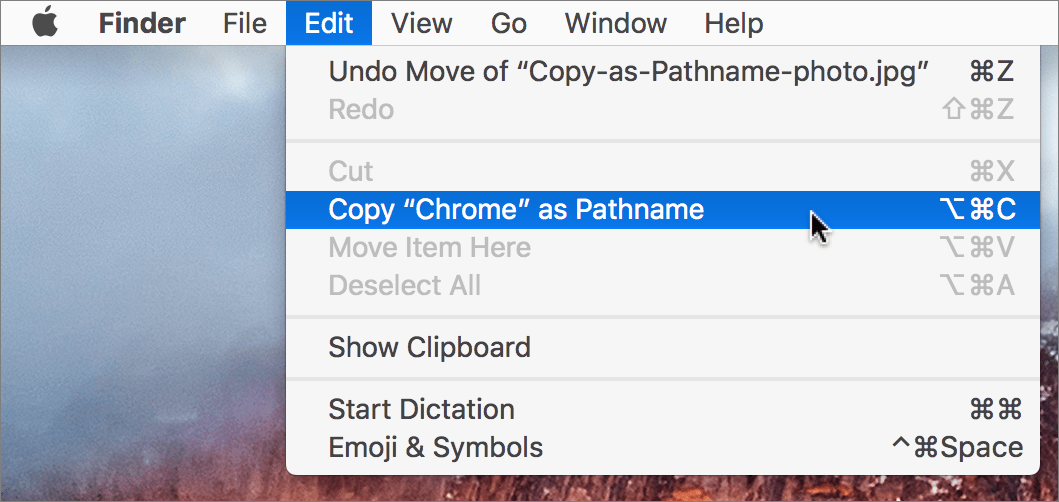 Finder File Edit View Go Window Help
Undo Move of “Copy-as-Pathname-photo.jpg” ⌘Z
Redo ⇧⌘Z
Cut ⌘X
Copy “Chrome” as Pathname ⌥⌘C
Move Item Here ⌥⌘V
Deselect All ⌥⌘A
Show Clipboard
Start Dictation ⌘⌘
Emoji & Symbols ^⌘Space